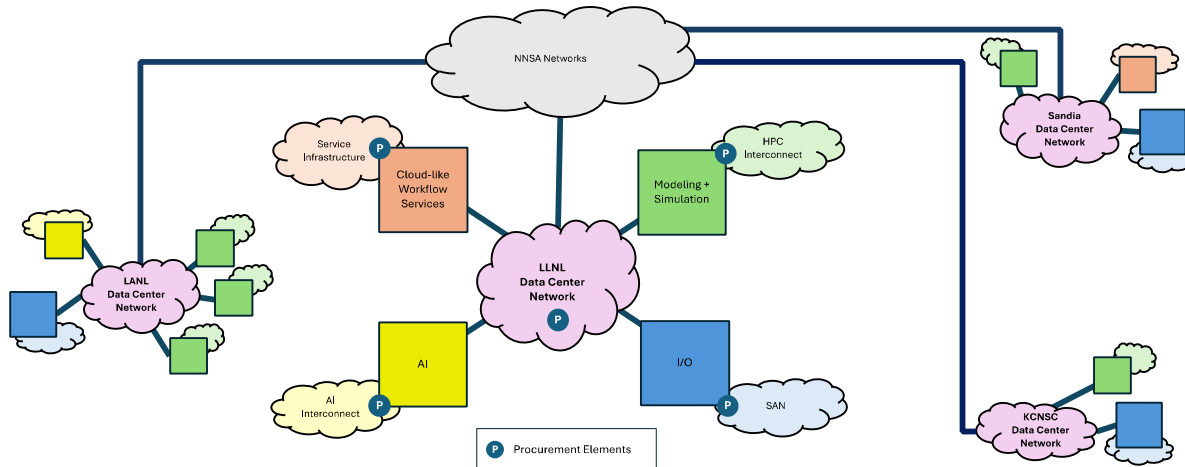 NNSA Networks
Service
Infrastructure
P
Cloud-like
Workflow
Services
P
HPC
Interconnect
Modeling +
Simulation
Sandia
Data Center
Network
LANL
Data Center
Network
LLNL
Data Center
Network
P
AI
AI
Interconnect
P
I/O
P
SAN
KCNSC
Data Center
Network
P
Procurement Elements